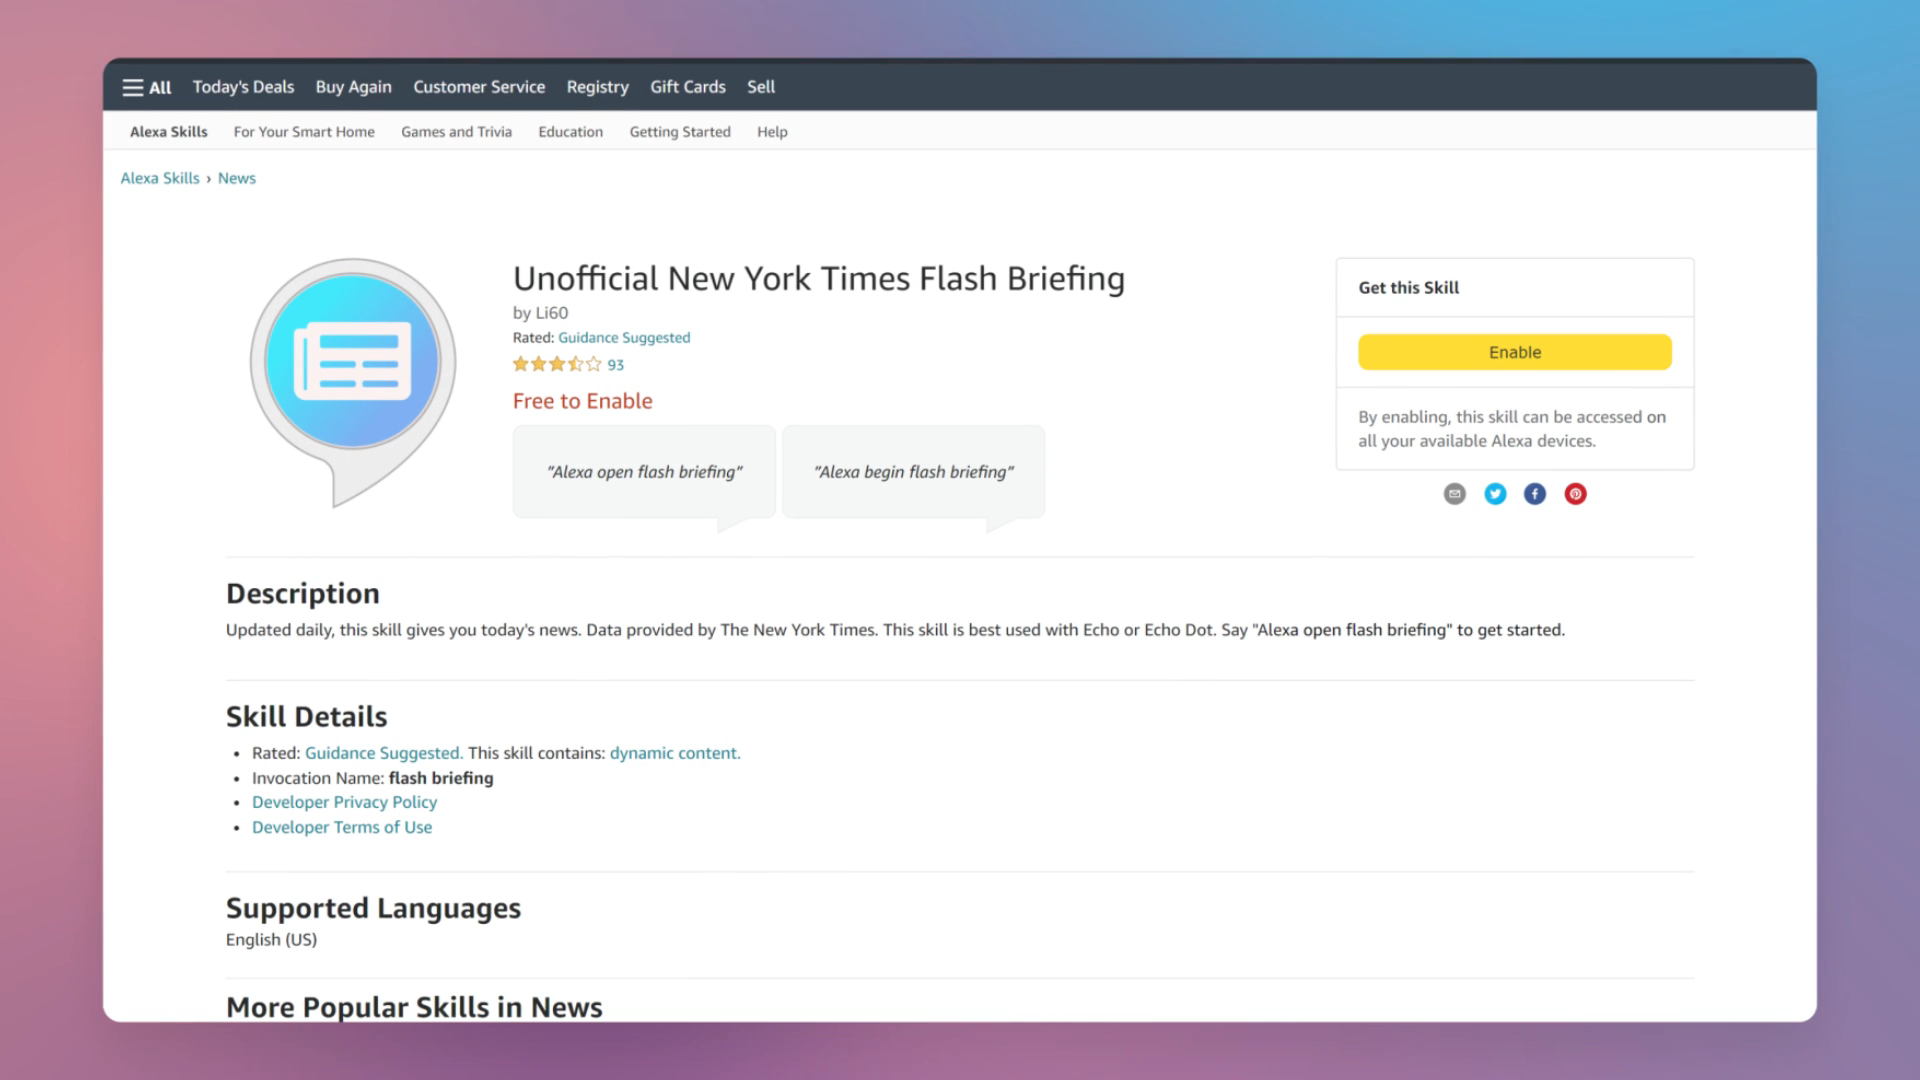 All Today's Deals Buy Again Customer Service Registry Gift Cards Sell
Alexa Skills For Your Smart Home Games and Trivia Education Getting Started Help
Alexa Skills › News
Unofficial New York Times Flash Briefing
by Li60
Rated: Guidance Suggested
93
Free to Enable
"Alexa open flash briefing" "Alexa begin flash briefing"
Get this Skill
Enable
By enabling, this skill can be accessed on
all your available Alexa devices.
Description
Updated daily, this skill gives you today's news. Data provided by The New York Times. This skill is best used with Echo or Echo Dot. Say "Alexa open flash briefing" to get started.
Skill Details
• Rated: Guidance Suggested. This skill contains: dynamic content.
• Invocation Name: flash briefing
• Developer Privacy Policy
• Developer Terms of Use
Supported Languages
English (US)
More Popular Skills in News